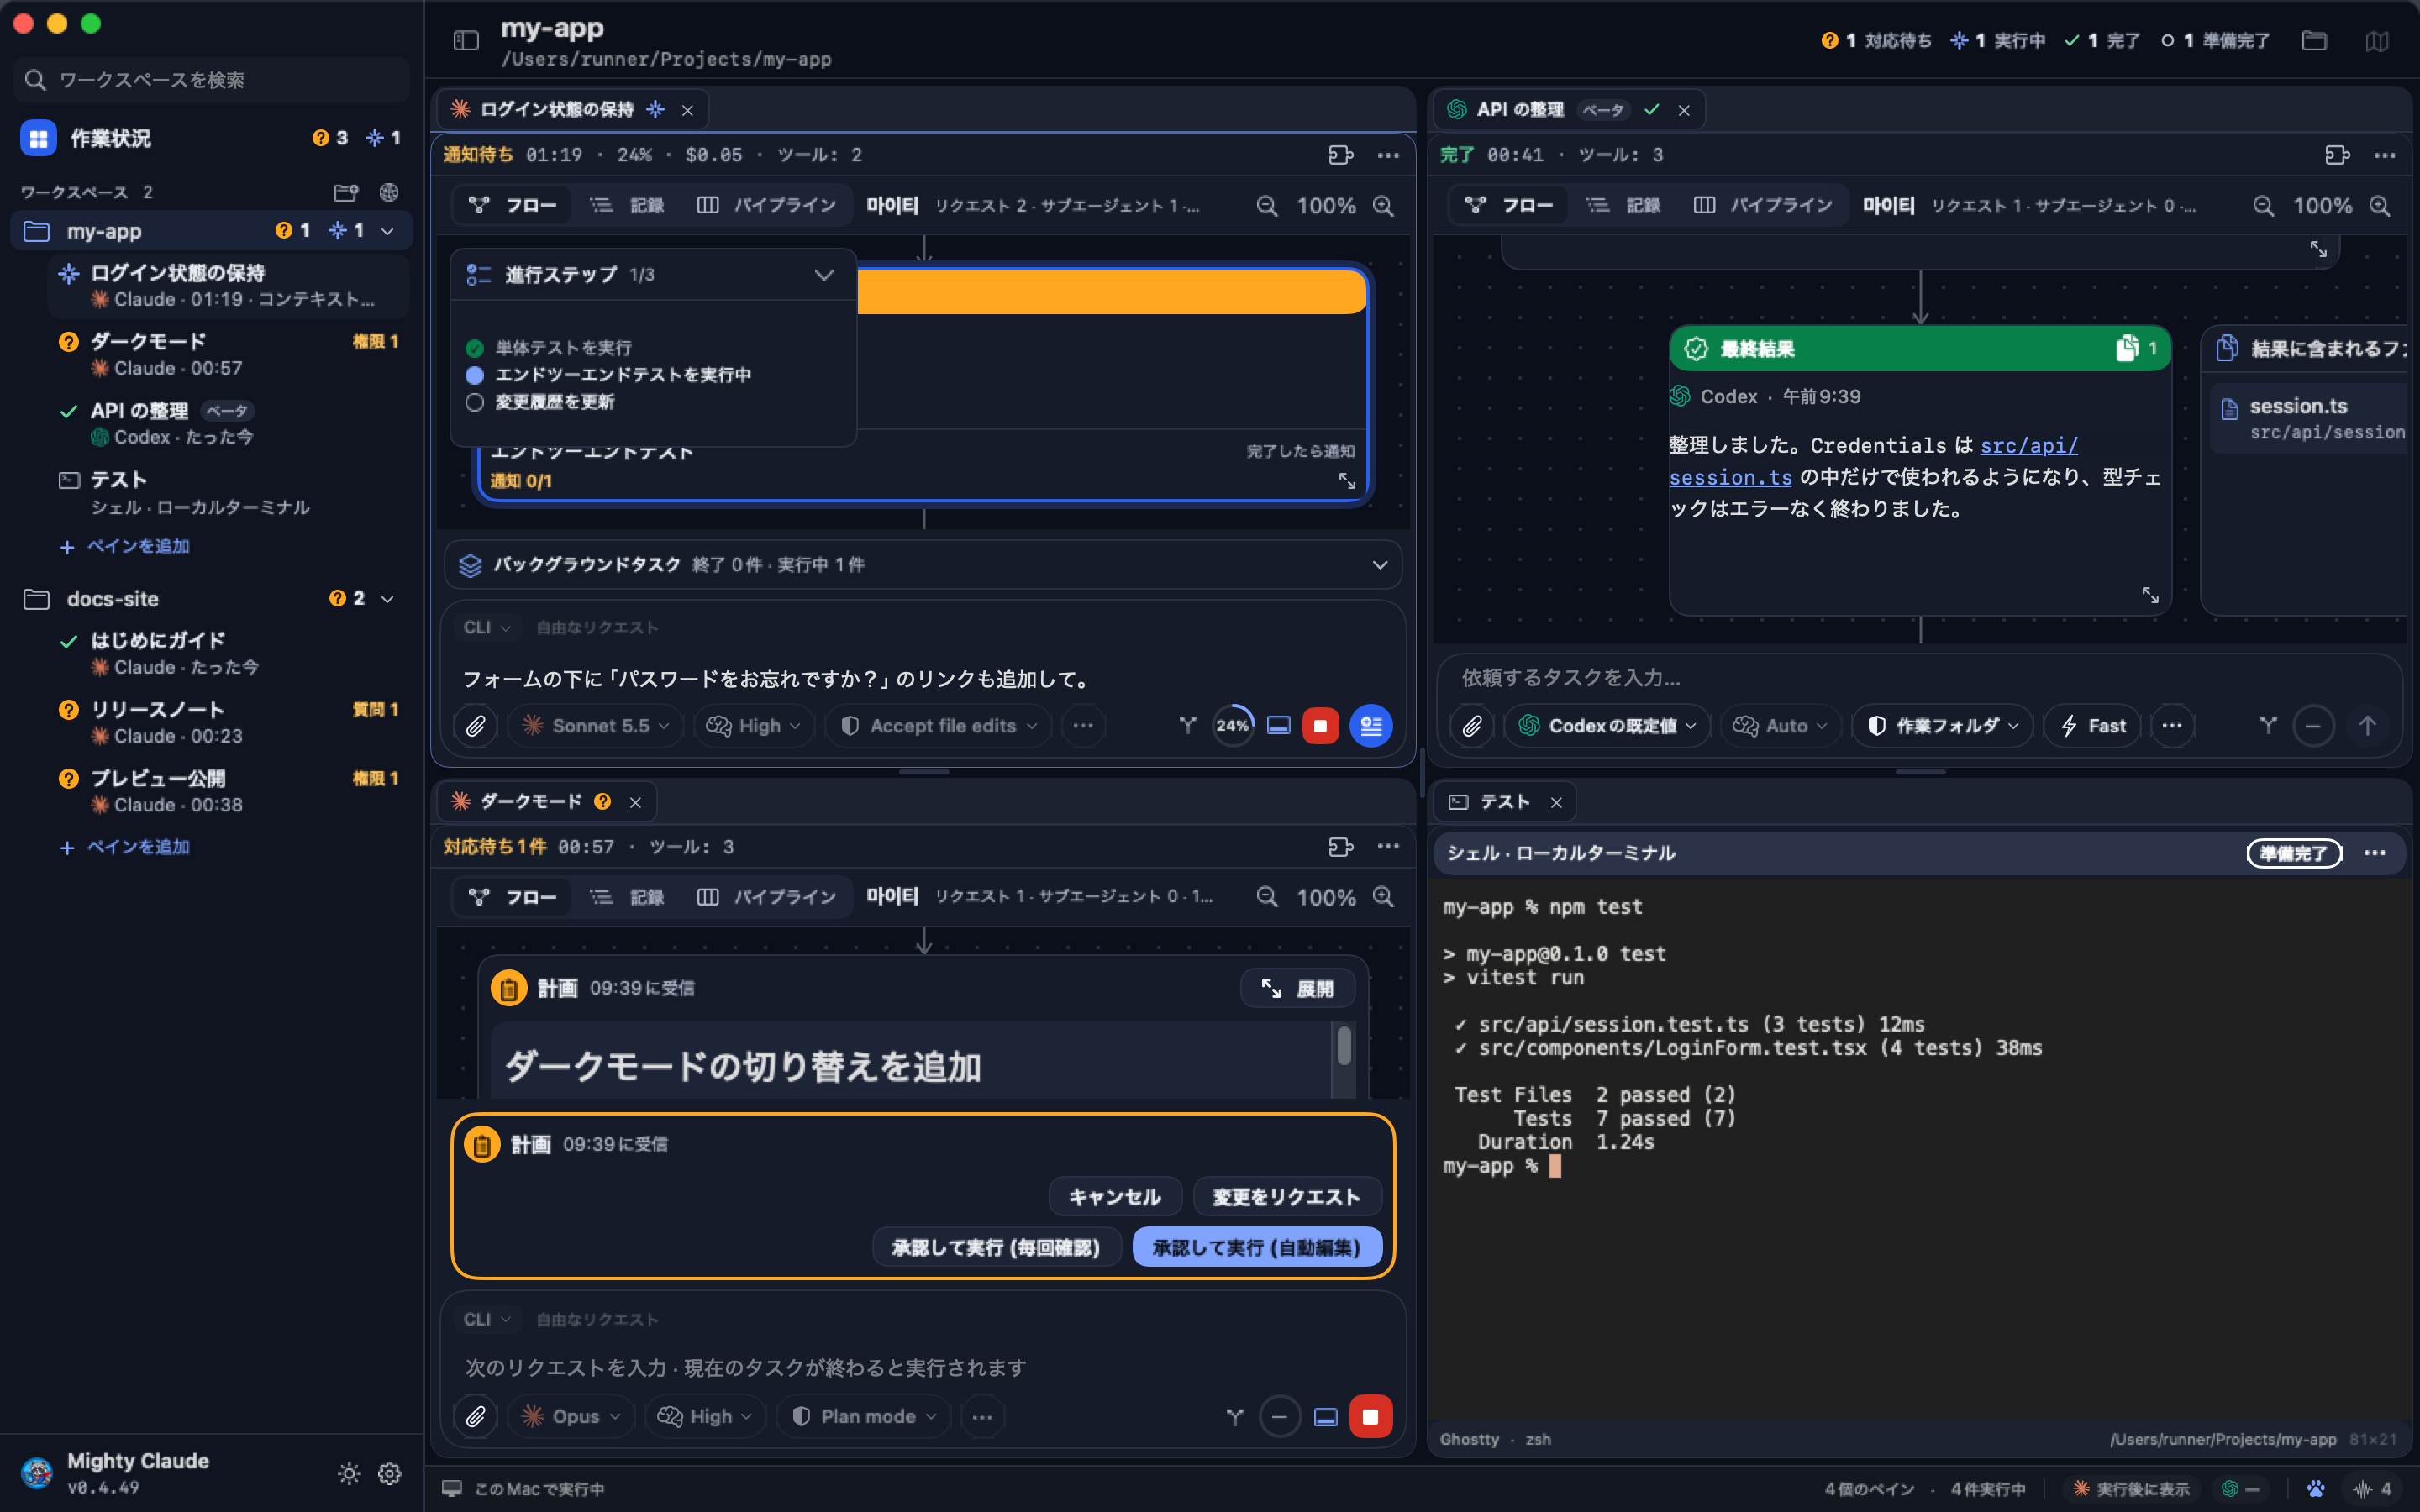 ワークスペースを検索
作業状況 3 1
ワークスペース 2
my-app 1 1
ログイン状態の保持
Claude · 01:19 · コンテキスト...
ダークモード 権限 1
Claude · 00:57
API の整理 ベータ
Codex · たった今
テスト
シェル · ローカルターミナル
+ ペインを追加
docs-site 2
はじめにガイド
Claude · たった今
リリースノート 質問 1
Claude · 00:23
プレビュー公開 権限 1
Claude · 00:38
+ ペインを追加
Mighty Claude
v0.4.49
my-app
/Users/runner/Projects/my-app
1 対応待ち 1 実行中 1 完了 1 準備完了
ログイン状態の保持
通知待ち 01:19 · 24% · $0.05 · ツール: 2
フロー 記録 パイプライン 마이티 リクエスト 2 · サブエージェント 1 ·... 100%
進行ステップ 1/3
単体テストを実行
エンドツーエンドテストを実行中
変更履歴を更新
エンドツーエンドテスト 完了したら通知
通知 0/1
バックグラウンドタスク 終了 0件 · 実行中 1件
CLI 自由なリクエスト
フォームの下に「パスワードをお忘れですか？」のリンクも追加して。
Sonnet 5.5 High Accept file edits 24%
API の整理 ベータ
完了 00:41 · ツール: 3
フロー 記録 パイプライン 마이티 リクエスト 1 · サブエージェント 0 ·... 100%
最終結果 1
Codex · 午前9:39
整理しました。Credentials は src/api/
session.ts の中だけで使われるようになり、型チェ
ックはエラーなく終わりました。
結果に含まれるフ
session.ts
src/api/session
依頼するタスクを入力...
Codexの既定値 Auto 作業フォルダ Fast
ダークモード
対応待ち1件 00:57 · ツール: 3
フロー 記録 パイプライン 마이티 リクエスト 1 · サブエージェント 0 · 1... 100%
計画 09:39に受信 展開
ダークモードの切り替えを追加
計画 09:39に受信
キャンセル 変更をリクエスト
承認して実行 (毎回確認) 承認して実行 (自動編集)
CLI 自由なリクエスト
次のリクエストを入力 · 現在のタスクが終わると実行されます
Opus High Plan mode
テスト
シェル · ローカルターミナル 準備完了
my-app % npm test
> my-app@0.1.0 test
> vitest run
✓ src/api/session.test.ts (3 tests) 12ms
✓ src/components/LoginForm.test.tsx (4 tests) 38ms
Test Files 2 passed (2)
Tests 7 passed (7)
Duration 1.24s
my-app %
Ghostty · zsh /Users/runner/Projects/my-app 81×21
このMacで実行中 4個のペイン · 4件実行中 実行後に表示 — 4